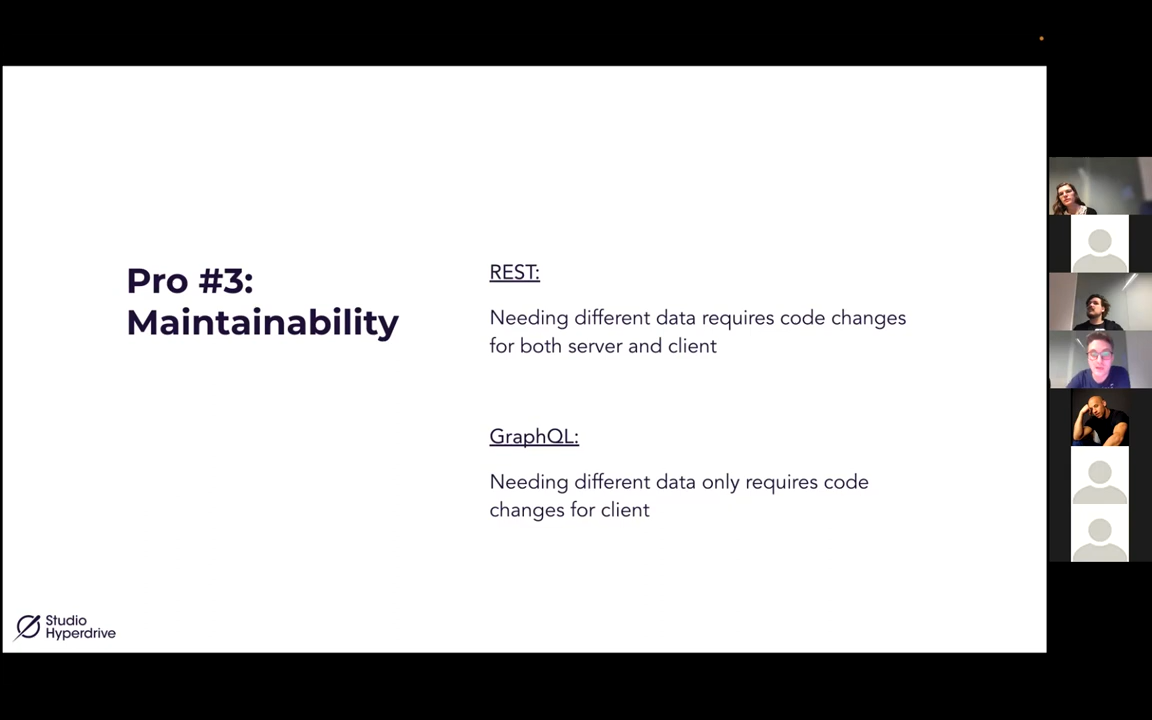 Pro #3:
Maintainability
REST:
Needing different data requires code changes
for both server and client
GraphQL:
Needing different data only requires code
changes for client
Studio
Hyperdrive